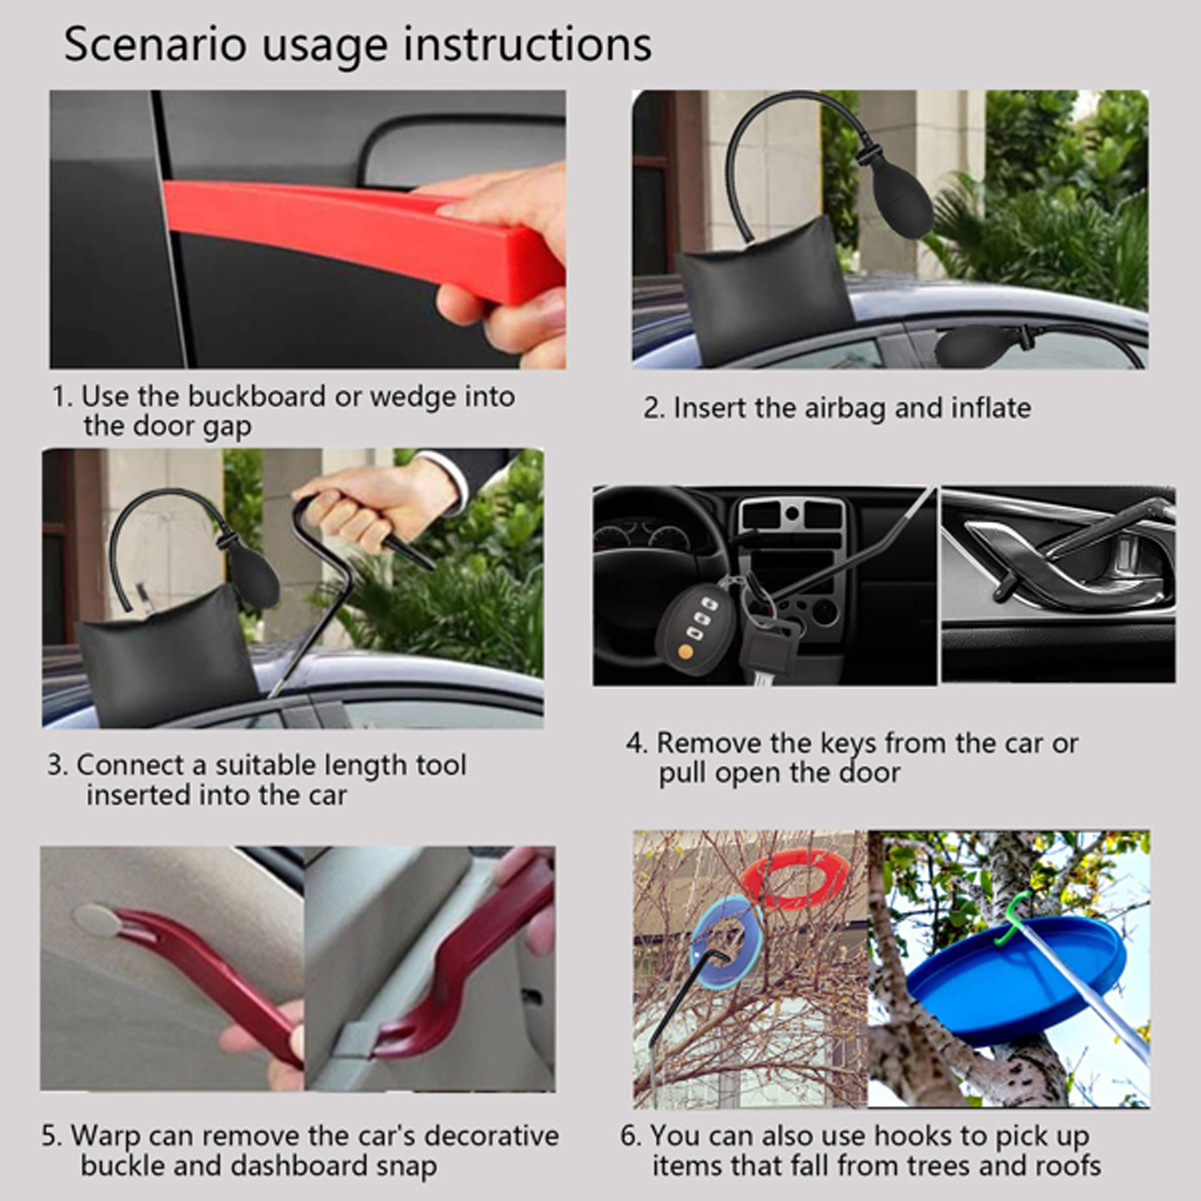 Scenario usage instructions
1. Use the buckboard or wedge into
the door gap
2. Insert the airbag and inflate
3. Connect a suitable length tool
inserted into the car
4. Remove the keys from the car or
pull open the door
5. Warp can remove the car's decorative
buckle and dashboard snap
6. You can also use hooks to pick up
items that fall from trees and roofs